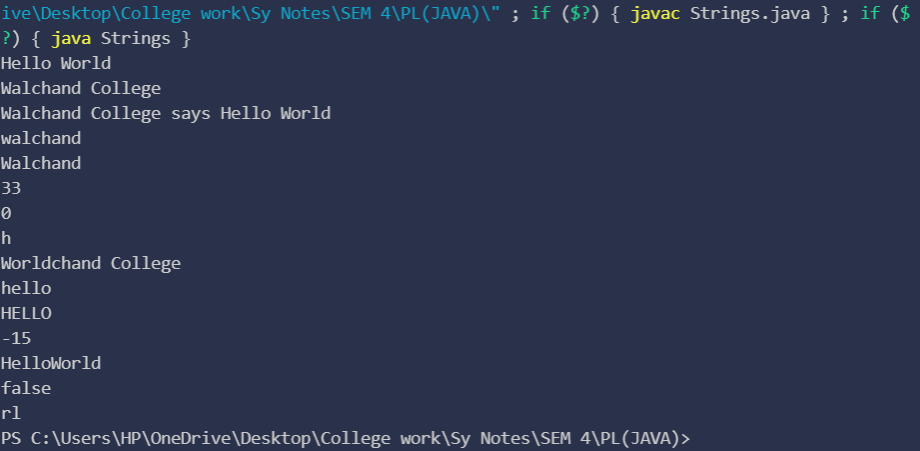 ive\Desktop\College work\Sy Notes\SEM 4\PL(JAVA)\" ; if ($?) { javac Strings.java } ; if ($
?) { java Strings }
Hello World
Walchand College
Walchand College says Hello World
walchand
Walchand
33
0
h
Worldchand College
hello
HELLO
-15
HelloWorld
false
rl
PS C:\Users\HP\OneDrive\Desktop\College work\Sy Notes\SEM 4\PL(JAVA)>